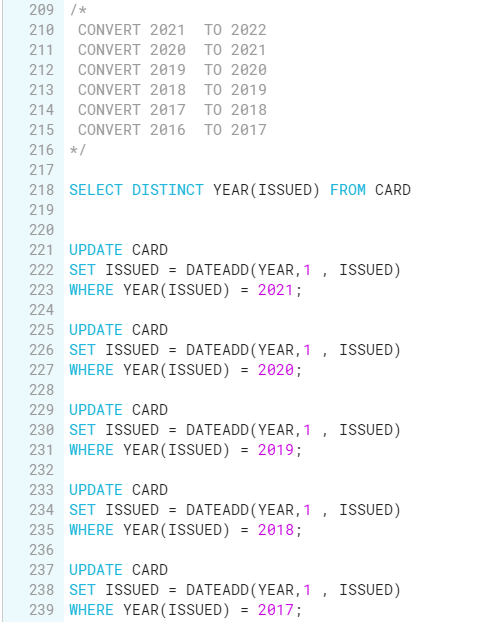 209 /*
210  CONVERT 2021  TO 2022
211  CONVERT 2020  TO 2021
212  CONVERT 2019  TO 2020
213  CONVERT 2018  TO 2019
214  CONVERT 2017  TO 2018
215  CONVERT 2016  TO 2017
216 */
217
218 SELECT DISTINCT YEAR(ISSUED) FROM CARD
219
220
221 UPDATE CARD
222 SET ISSUED = DATEADD(YEAR,1 , ISSUED)
223 WHERE YEAR(ISSUED) = 2021;
224
225 UPDATE CARD
226 SET ISSUED = DATEADD(YEAR,1 , ISSUED)
227 WHERE YEAR(ISSUED) = 2020;
228
229 UPDATE CARD
230 SET ISSUED = DATEADD(YEAR,1 , ISSUED)
231 WHERE YEAR(ISSUED) = 2019;
232
233 UPDATE CARD
234 SET ISSUED = DATEADD(YEAR,1 , ISSUED)
235 WHERE YEAR(ISSUED) = 2018;
236
237 UPDATE CARD
238 SET ISSUED = DATEADD(YEAR,1 , ISSUED)
239 WHERE YEAR(ISSUED) = 2017;